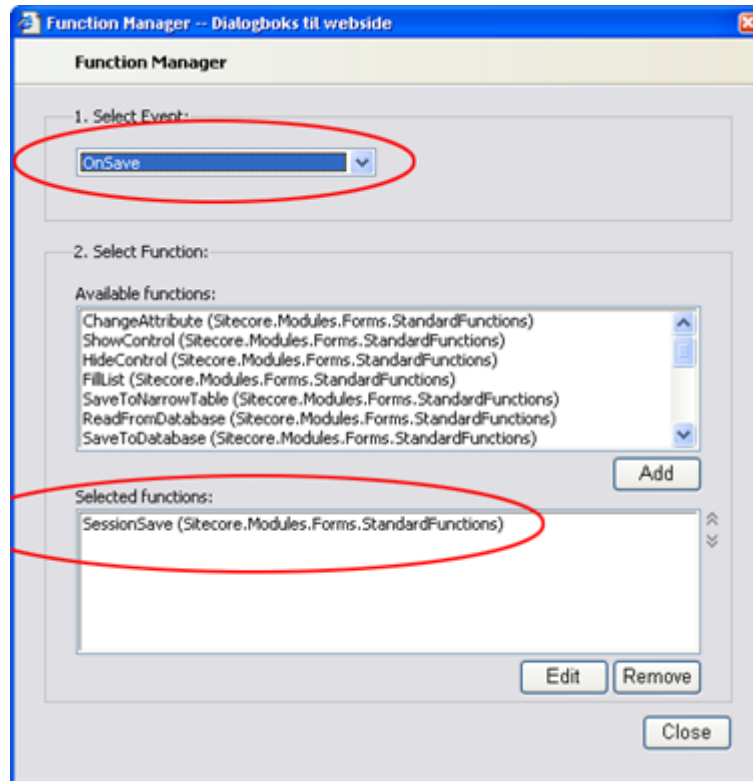 Function Manager -- Dialogboks til webside
Function Manager
1. Select Event:
OnSave
2. Select Function:
Available functions:
ChangeAttribute (Sitecore.Modules.Forms.StandardFunctions)
ShowControl (Sitecore.Modules.Forms.StandardFunctions)
HideControl (Sitecore.Modules.Forms.StandardFunctions)
FillList (Sitecore.Modules.Forms.StandardFunctions)
SaveToNarrowTable (Sitecore.Modules.Forms.StandardFunctions)
ReadFromDatabase (Sitecore.Modules.Forms.StandardFunctions)
SaveToDatabase (Sitecore.Modules.Forms.StandardFunctions)
Add
Selected functions:
SessionSave (Sitecore.Modules.Forms.StandardFunctions)
Edit Remove
Close